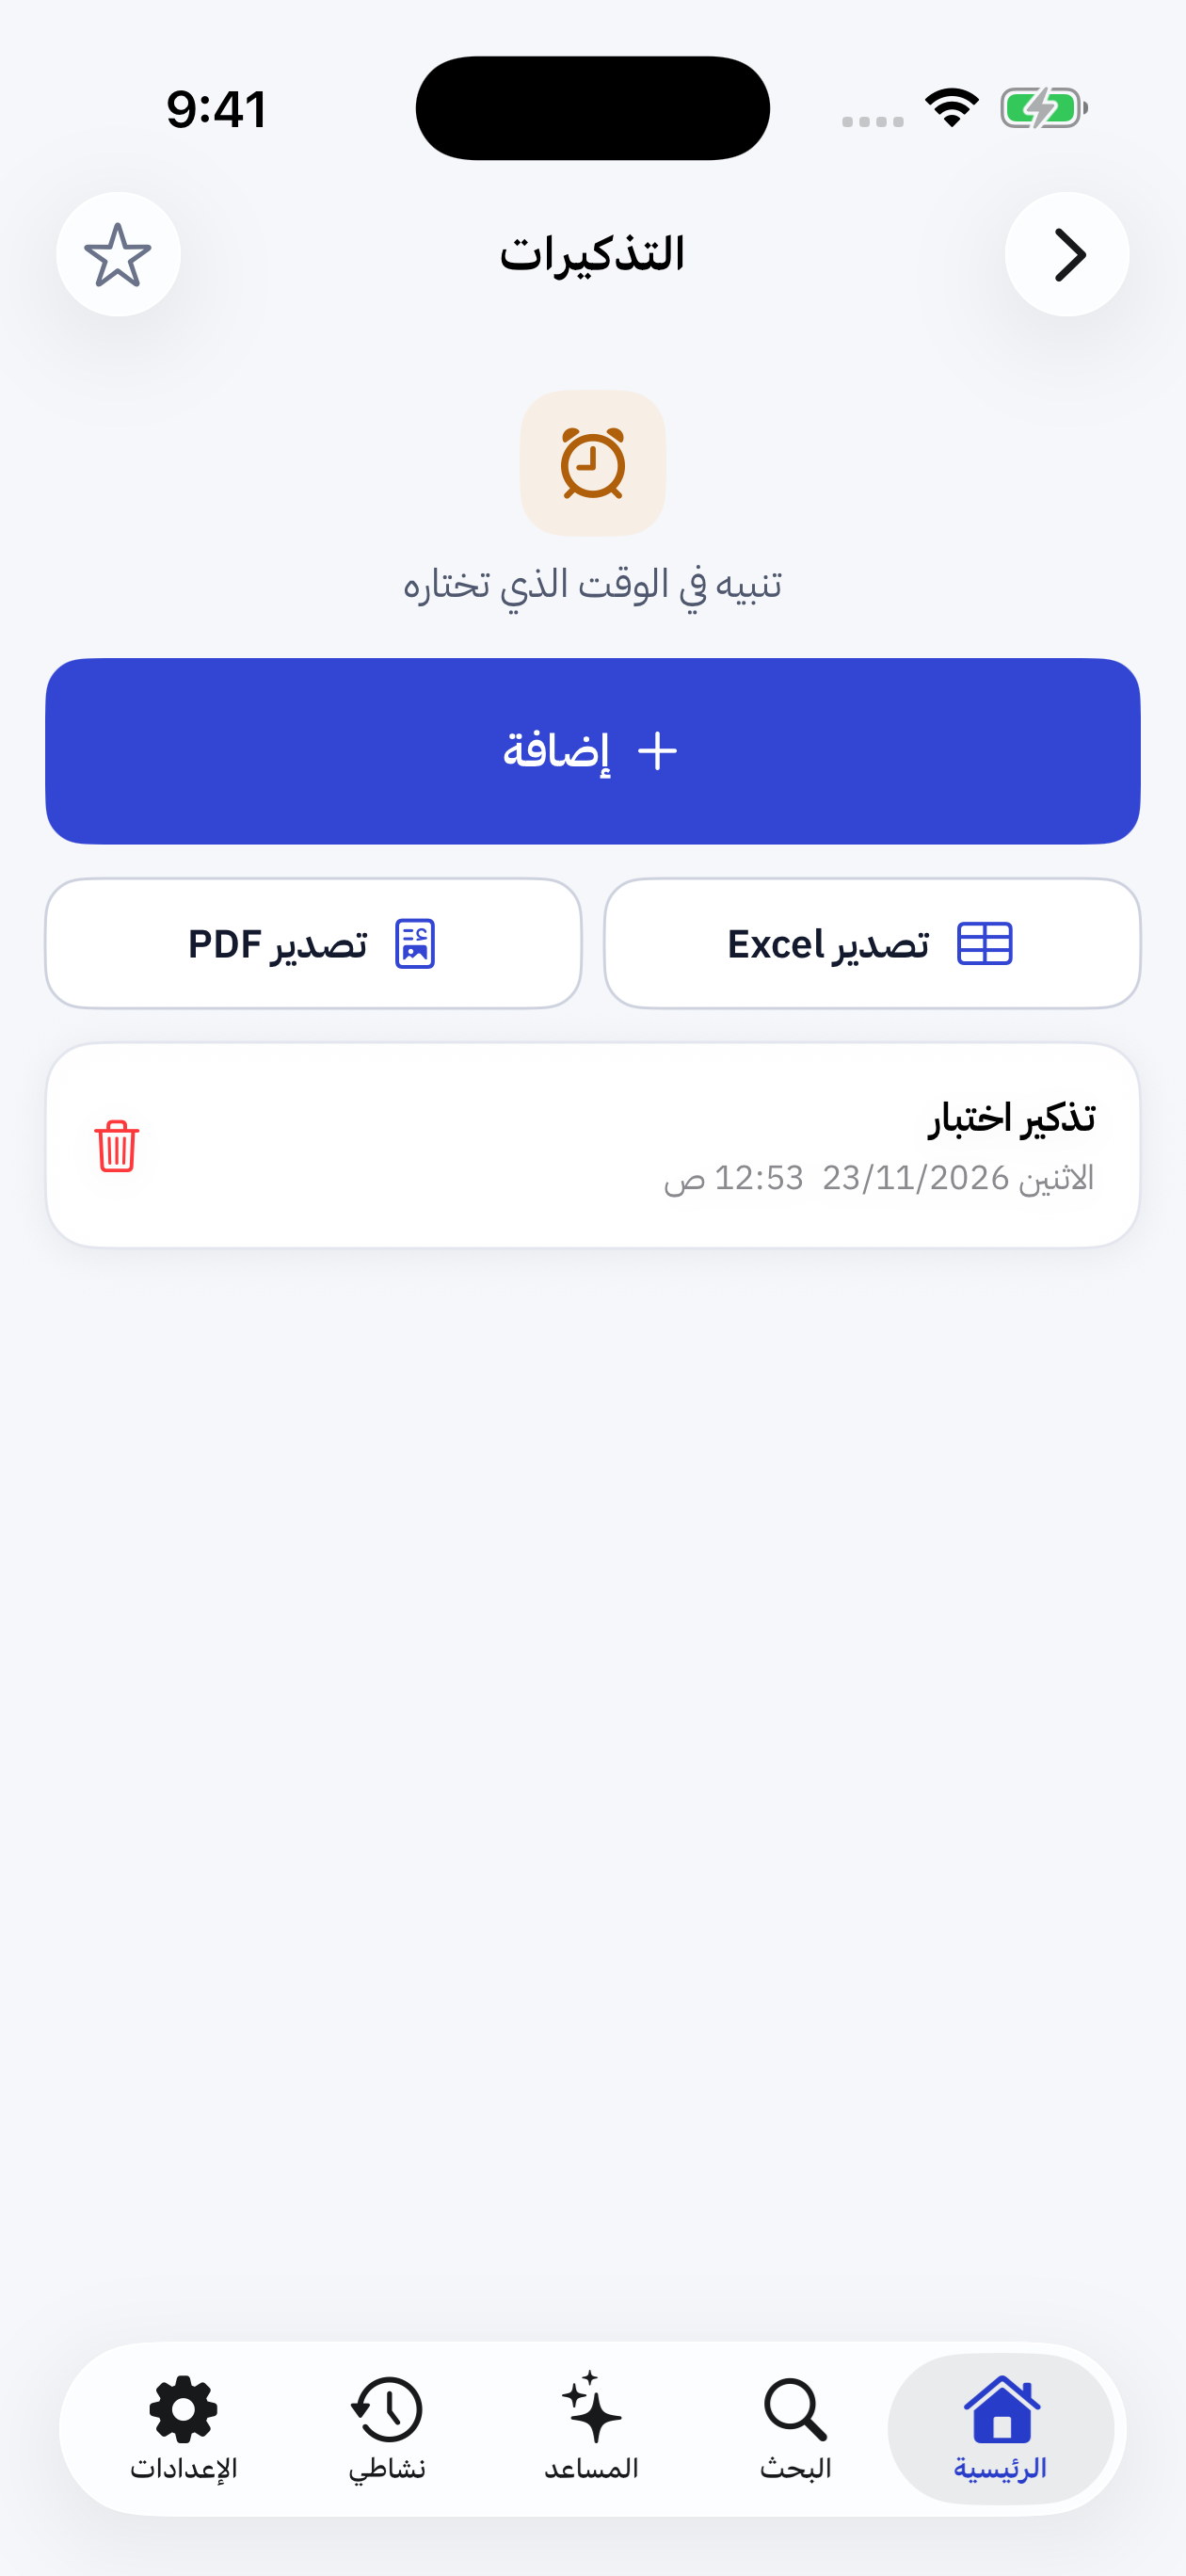 9:41
التذكيرات
تنبيه في الوقت الذي تختاره
إضافة
تصدير Excel
تصدير PDF
تذكير اختبار
الاثنين 23/11/2026 12:53 ص
الرئيسية
البحث
المساعد
نشاطي
الإعدادات